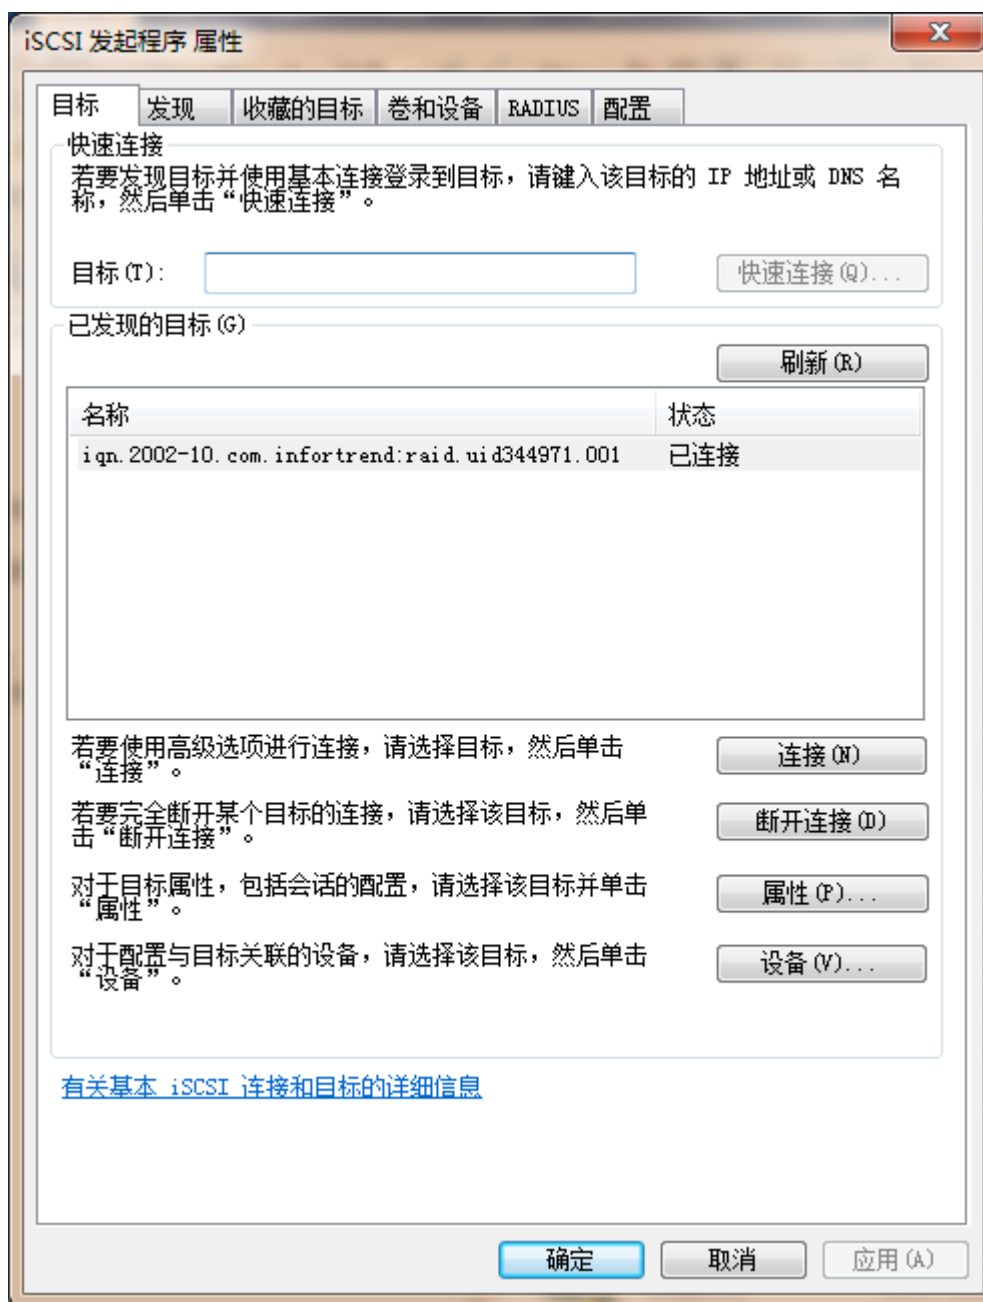 iSCSI 发起程序 属性
目标 发现 收藏的目标 卷和设备 RADIUS 配置
快速连接
若要发现目标并使用基本连接登录到目标，请键入该目标的 IP 地址或 DNS 名
称，然后单击“快速连接”。
目标(T)： 快速连接(Q)...
已发现的目标(G)
刷新(R)
名称 状态
iqn.2002-10.com.infortrend:raid.uid344971.001 已连接
若要使用高级选项进行连接，请选择目标，然后单击
“连接”。
连接(N)
若要完全断开某个目标的连接，请选择该目标，然后单
击“断开连接”。
断开连接(D)
对于目标属性，包括会话的配置，请选择该目标并单击
“属性”。
属性(P)...
对于配置与目标关联的设备，请选择该目标，然后单击
“设备”。
设备(V)...
有关基本 iSCSI 连接和目标的详细信息
确定 取消 应用(A)